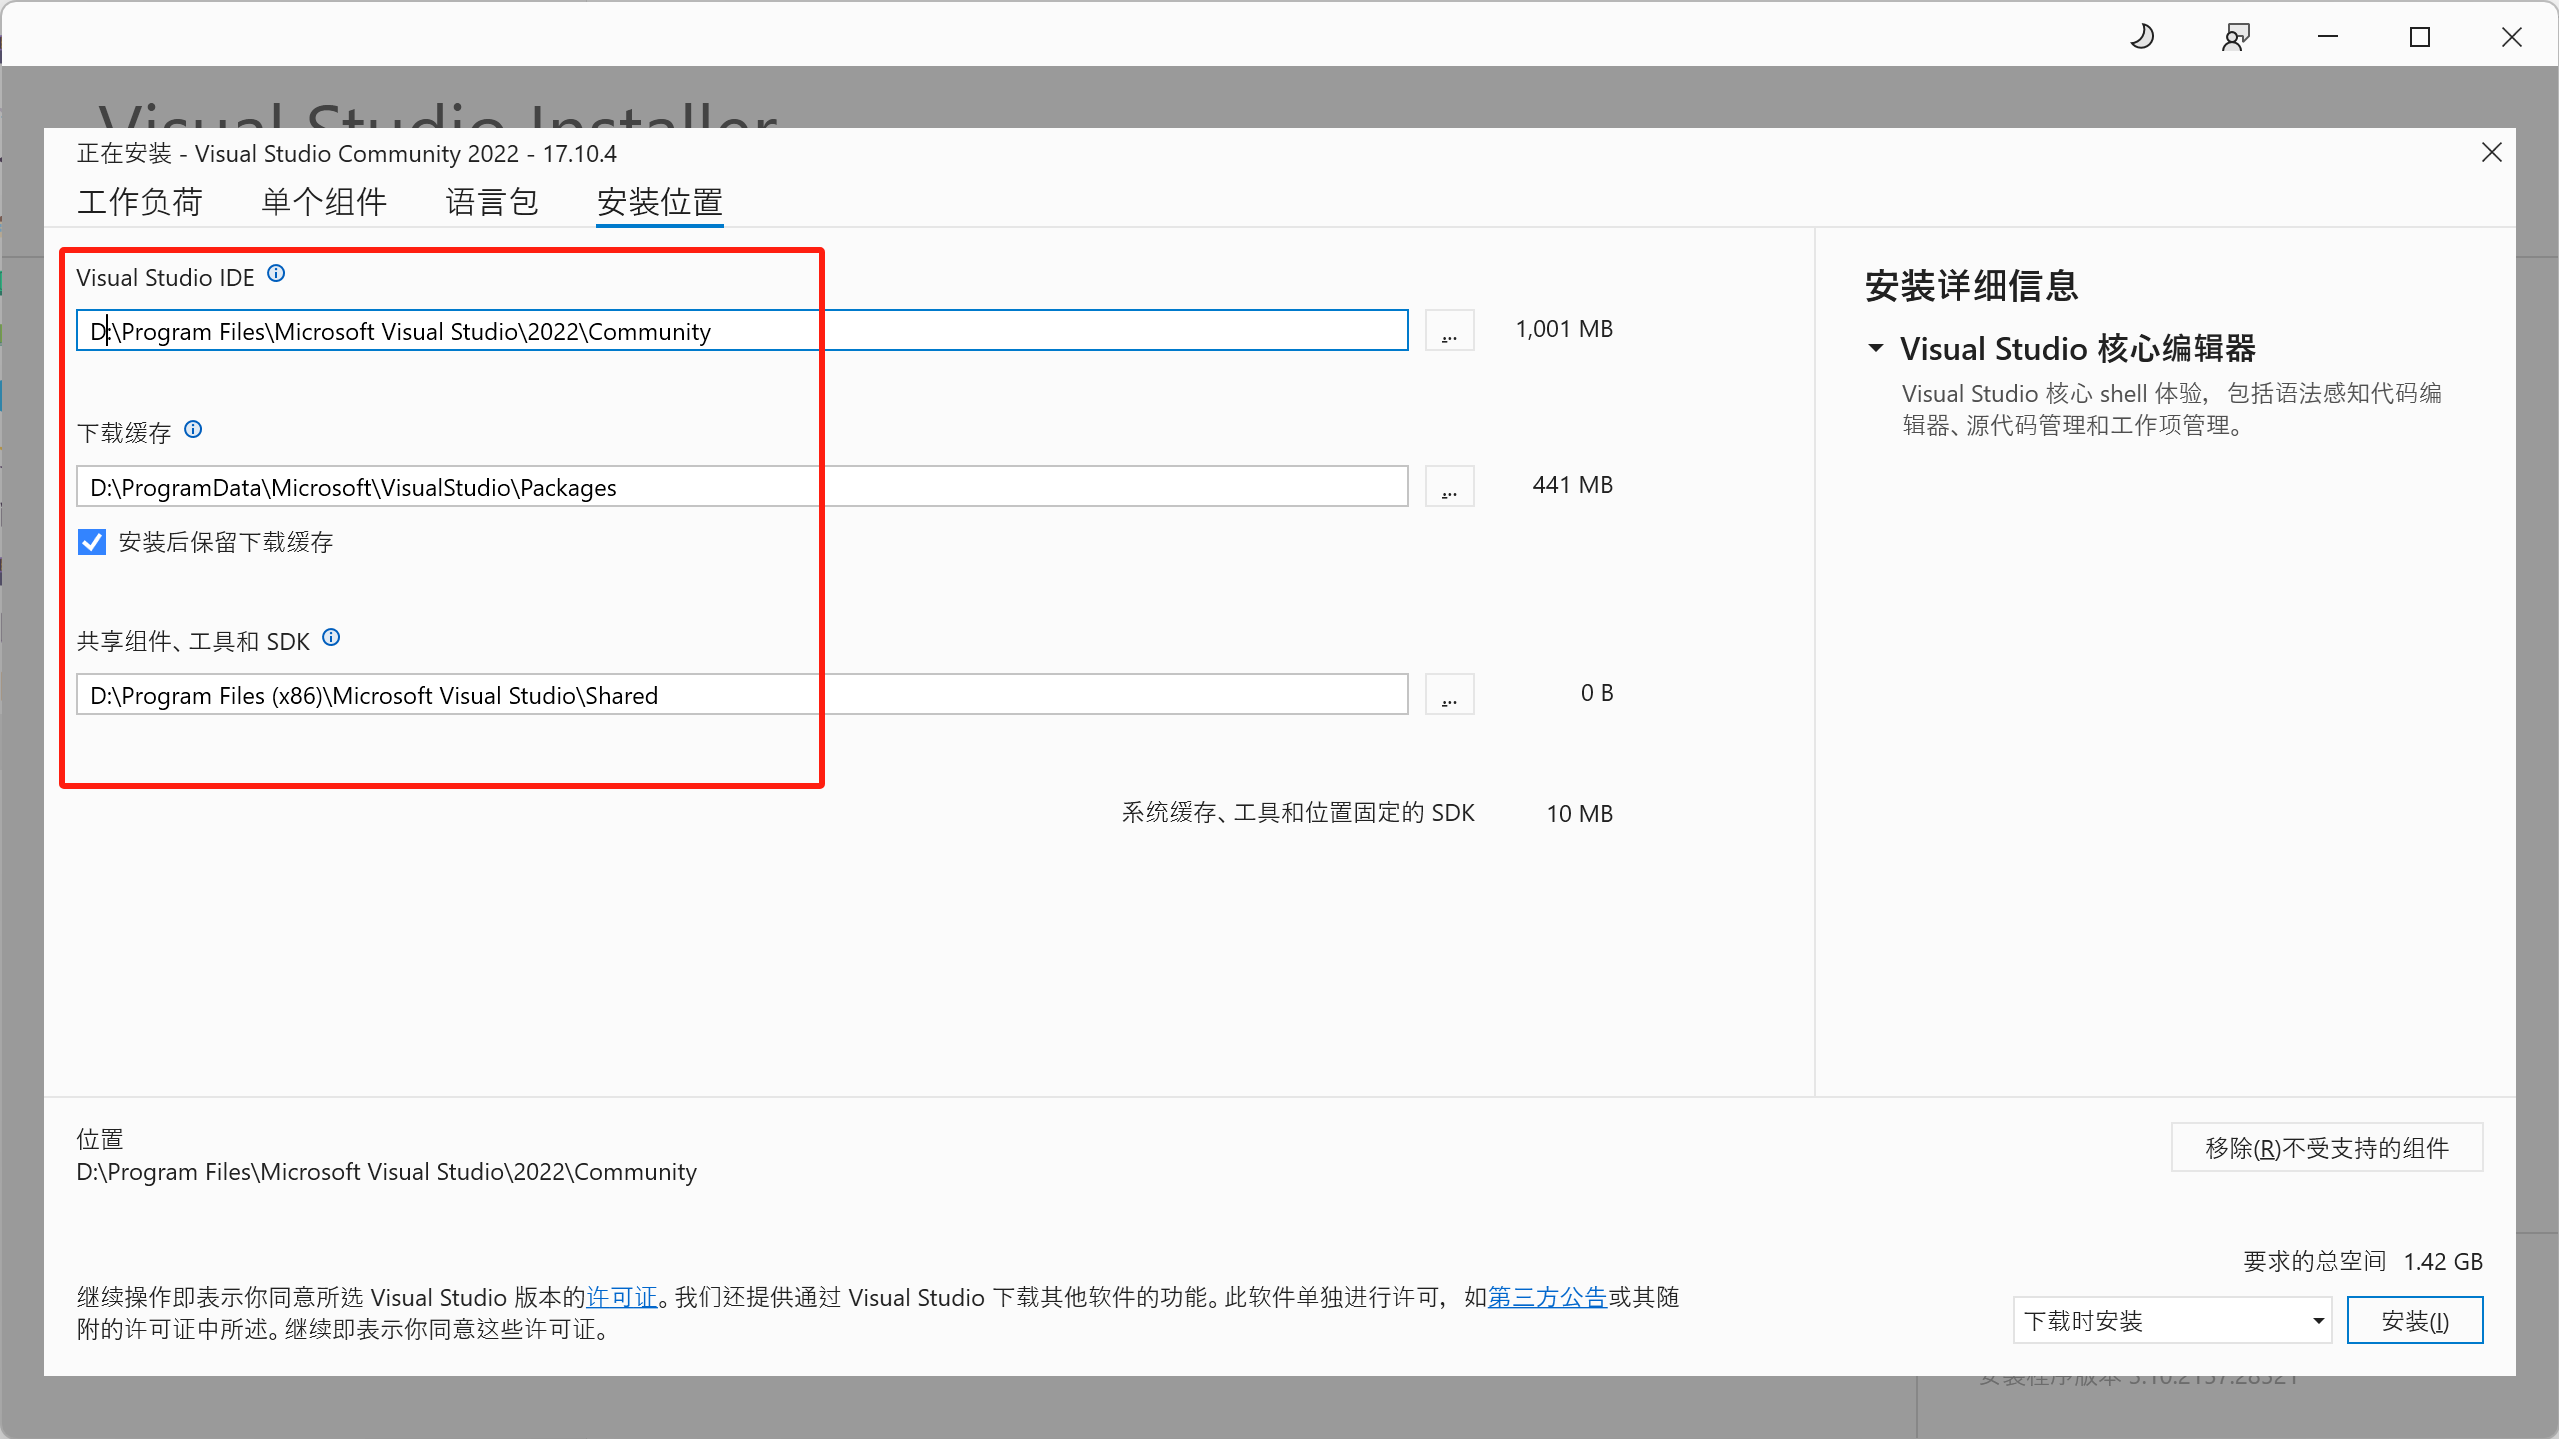 Visual Studio Installer
正在安装 - Visual Studio Community 2022 - 17.10.4
工作负荷 单个组件 语言包 安装位置
Visual Studio IDE
D:\Program Files\Microsoft Visual Studio\2022\Community
...
1,001 MB
下载缓存
D:\ProgramData\Microsoft\VisualStudio\Packages
...
441 MB
安装后保留下载缓存
共享组件、工具和 SDK
D:\Program Files (x86)\Microsoft Visual Studio\Shared
...
0 B
系统缓存、工具和位置固定的 SDK 10 MB
安装详细信息
Visual Studio 核心编辑器
Visual Studio 核心 shell 体验，包括语法感知代码编
辑器、源代码管理和工作项管理。
位置
D:\Program Files\Microsoft Visual Studio\2022\Community
移除(R)不受支持的组件
要求的总空间 1.42 GB
继续操作即表示你同意所选 Visual Studio 版本的许可证。我们还提供通过 Visual Studio 下载其他软件的功能。此软件单独进行许可，如第三方公告或其随
附的许可证中所述。继续即表示你同意这些许可证。
下载时安装
安装(I)